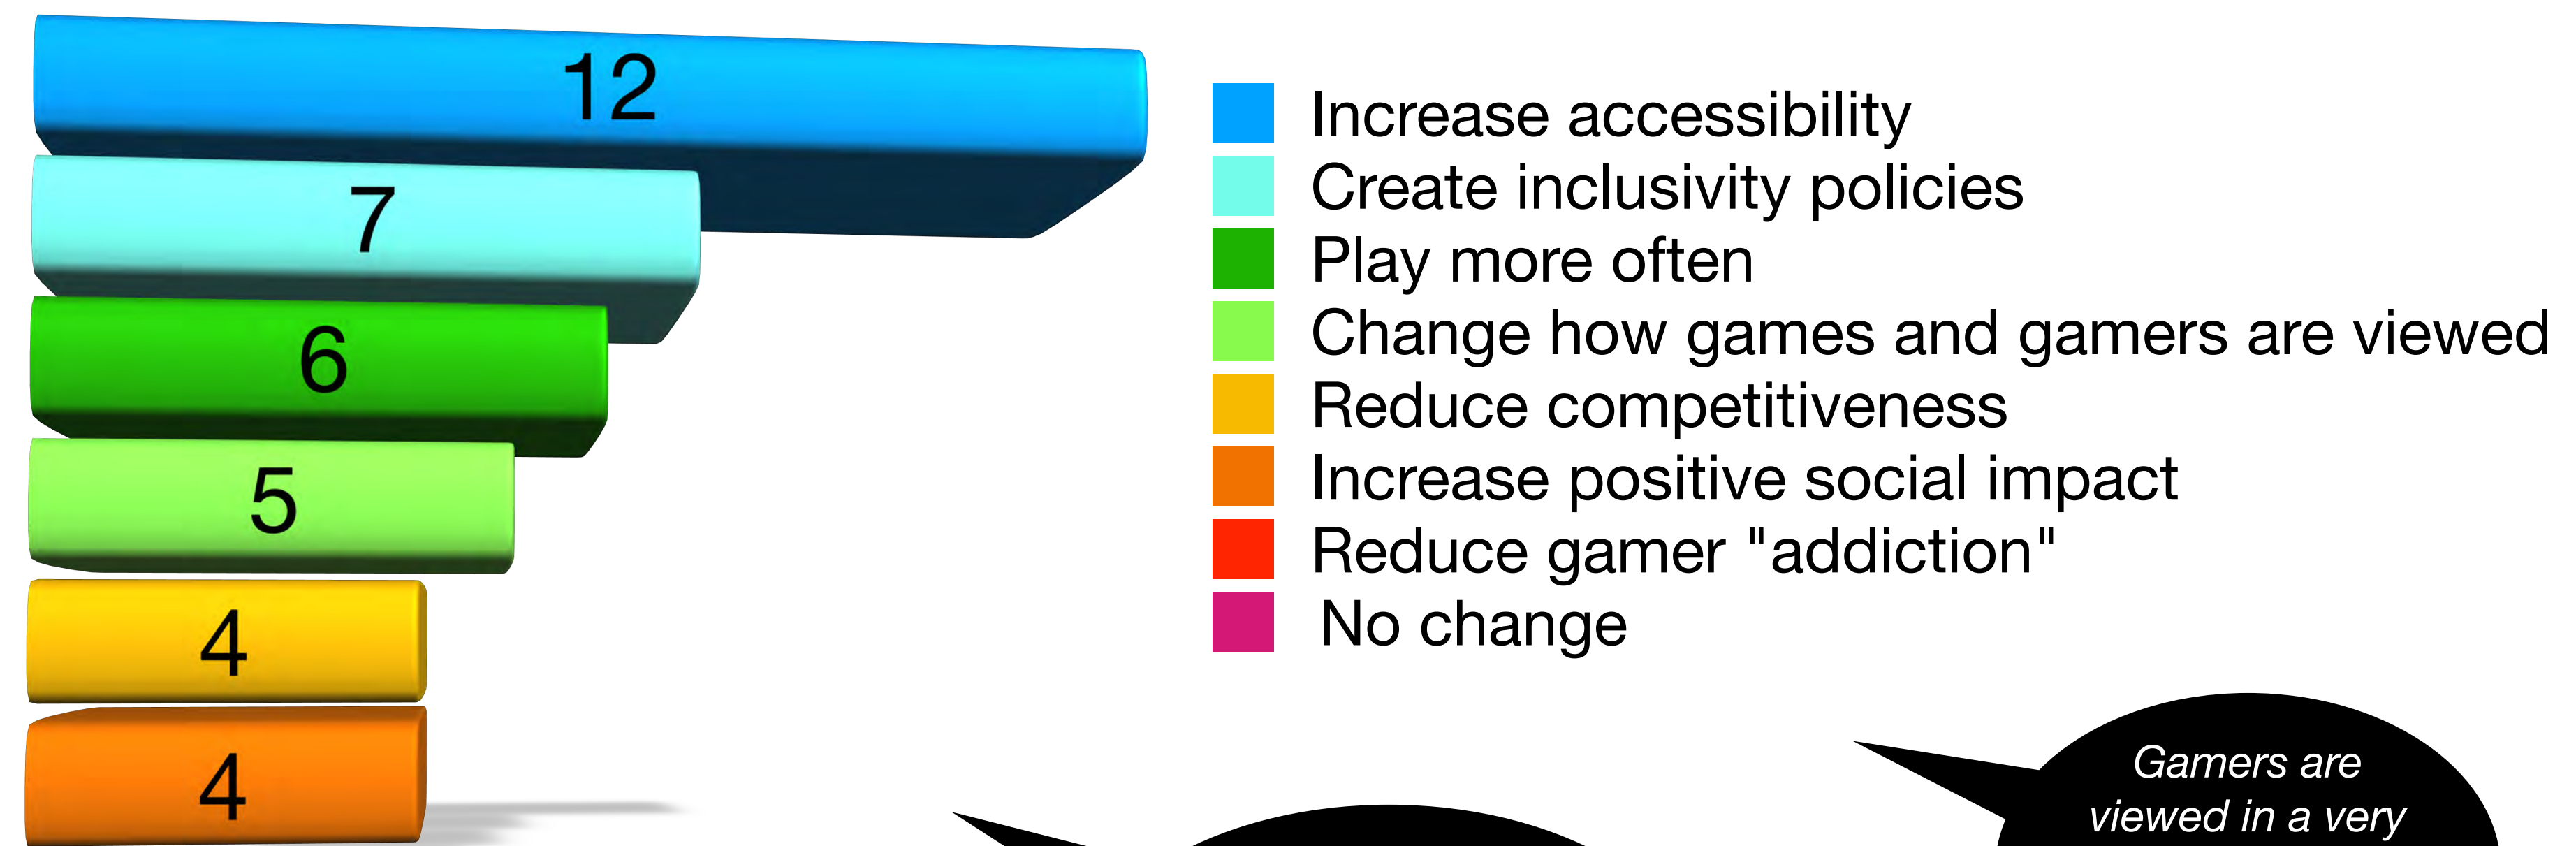 12
7
6
5
4
4
Increase accessibility
Create inclusivity policies
Play more often
Change how games and gamers are viewed
Reduce competitiveness
Increase positive social impact
Reduce gamer "addiction"
No change
Gamers are
viewed in a very